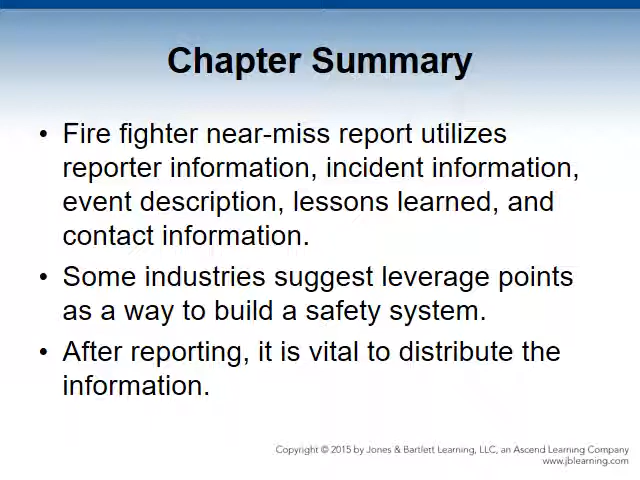 Chapter Summary
• Fire fighter near-miss report utilizes
reporter information, incident information,
event description, lessons learned, and
contact information.
• Some industries suggest leverage points
as a way to build a safety system.
• After reporting, it is vital to distribute the
information.
Copyright © 2015 by Jones & Bartlett Learning, LLC, an Ascend Learning Company
www.jblearning.com